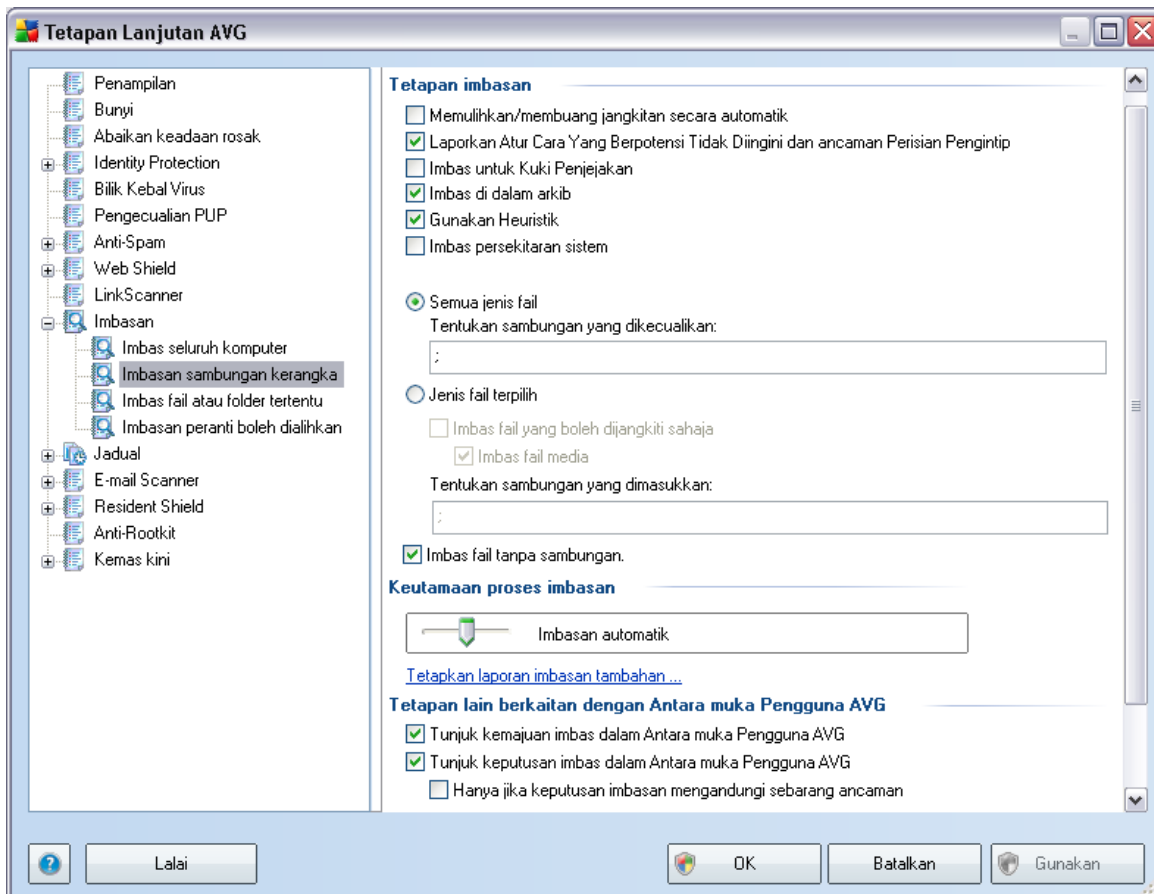 Tetapan Lanjutan AVG
Penampilan
Bunyi
Abaikan keadaan rosak
Identity Protection
Bilik Kebal Virus
Pengecualian PUP
Anti-Spam
Web Shield
LinkScanner
Imbasan
Imbas seluruh komputer
Imbasan sambungan kerangka
Imbas fail atau folder tertentu
Imbasan peranti boleh dialihkan
Jadual
E-mail Scanner
Resident Shield
Anti-Rootkit
Kemas kini
Tetapan imbasan
Memulihkan/membuang jangkitan secara automatik
Laporkan Atur Cara Yang Berpotensi Tidak Diingini dan ancaman Perisian Pengintip
Imbas untuk Kuki Penjejakan
Imbas di dalam arkib
Gunakan Heuristik
Imbas persekitaran sistem
Semua jenis fail
Tentukan sambungan yang dikecualikan:
;
Jenis fail terpilih
Imbas fail yang boleh dijangkiti sahaja
Imbas fail media
Tentukan sambungan yang dimasukkan:
;
Imbas fail tanpa sambungan.
Keutamaan proses imbasan
Imbasan automatik
Tetapkan laporan imbasan tambahan ...
Tetapan lain berkaitan dengan Antara muka Pengguna AVG
Tunjuk kemajuan imbas dalam Antara muka Pengguna AVG
Tunjuk keputusan imbas dalam Antara muka Pengguna AVG
Hanya jika keputusan imbasan mengandungi sebarang ancaman
?
Lalai
OK
Batalkan
Gunakan